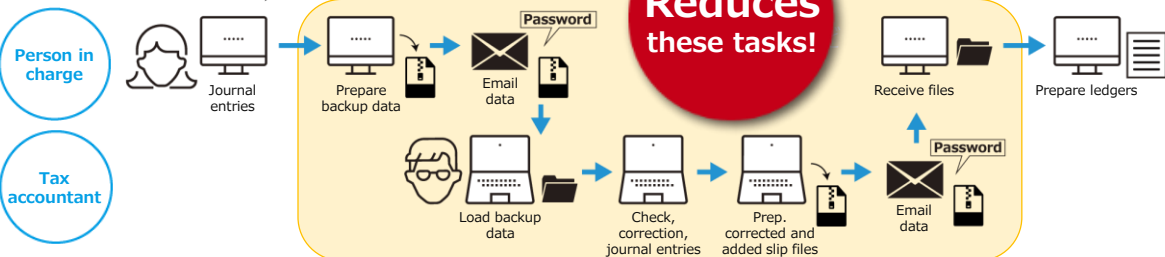 Reduces
these tasks!
Person in
charge
Journal
entries
Prepare
backup data
Password
Email
data
Receive files
Prepare ledgers
Tax
accountant
Load backup
data
Check,
correction,
journal entries
Prep.
corrected and
added slip files
Password
Email
data